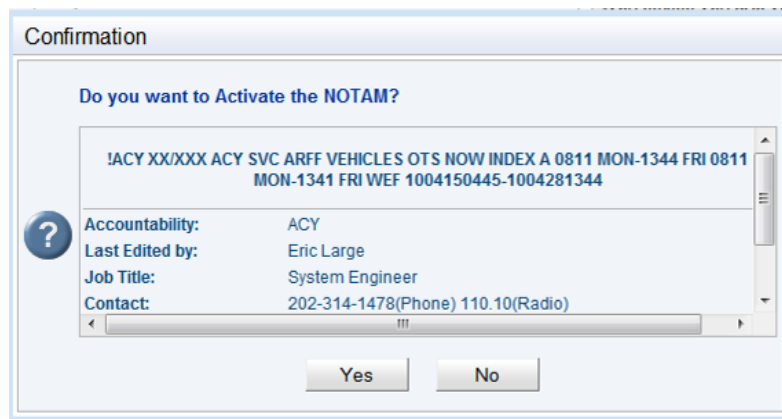 Confirmation
Do you want to Activate the NOTAM?
!ACY XX/XXX ACY SVC ARFF VEHICLES OTS NOW INDEX A 0811 MON-1344 FRI 0811
MON-1341 FRI WEF 1004150445-1004281344
Accountability: ACY
Last Edited by: Eric Large
Job Title: System Engineer
Contact: 202-314-1478(Phone) 110.10(Radio)
Yes No